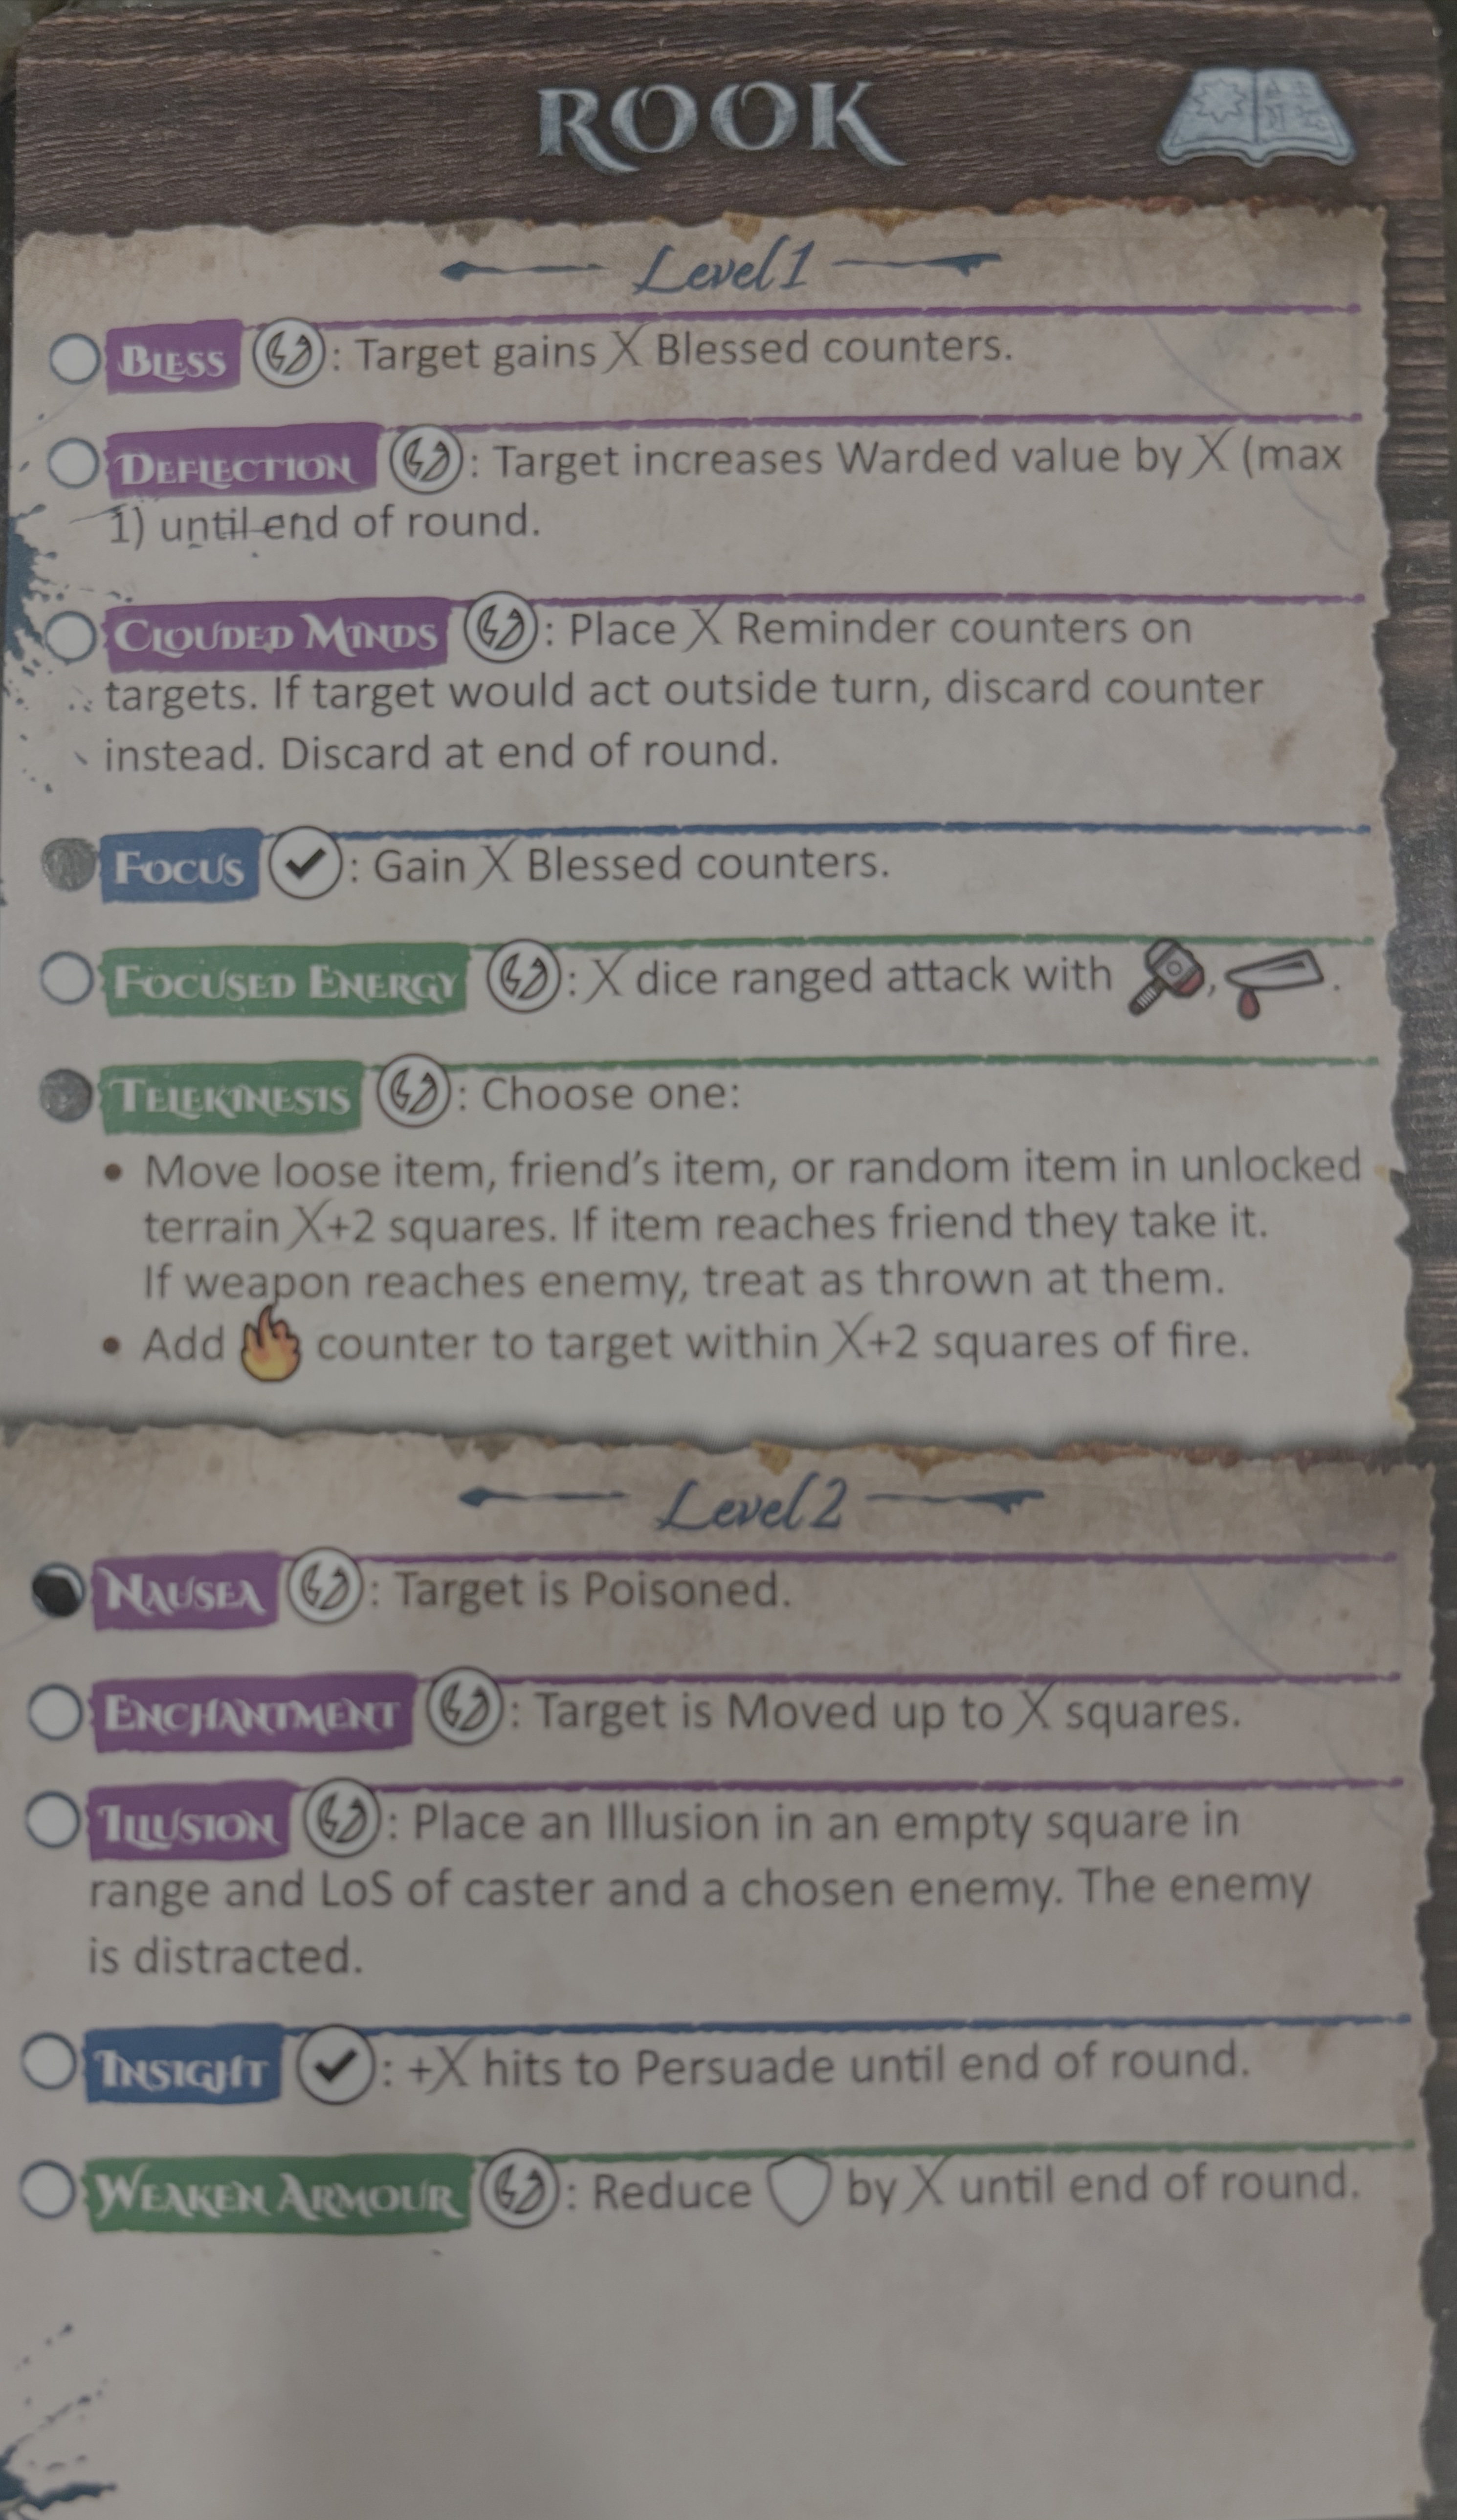 ROOK
Level 1
BLESS : Target gains X Blessed counters.
DEFLECTION : Target increases Warded value by X (max
1) until end of round.
CLOUDED MINDS : Place X Reminder counters on
targets. If target would act outside turn, discard counter
instead. Discard at end of round.
FOCUS : Gain X Blessed counters.
FOCUSED ENERGY : X dice ranged attack with , .
TELEKINESIS : Choose one:
• Move loose item, friend's item, or random item in unlocked
terrain X+2 squares. If item reaches friend they take it.
If weapon reaches enemy, treat as thrown at them.
• Add counter to target within X+2 squares of fire.
Level 2
NAUSEA : Target is Poisoned.
ENCHANTMENT : Target is Moved up to X squares.
ILLUSION : Place an Illusion in an empty square in
range and LoS of caster and a chosen enemy. The enemy
is distracted.
INSIGHT : +X hits to Persuade until end of round.
WEAKEN ARMOUR : Reduce by X until end of round.